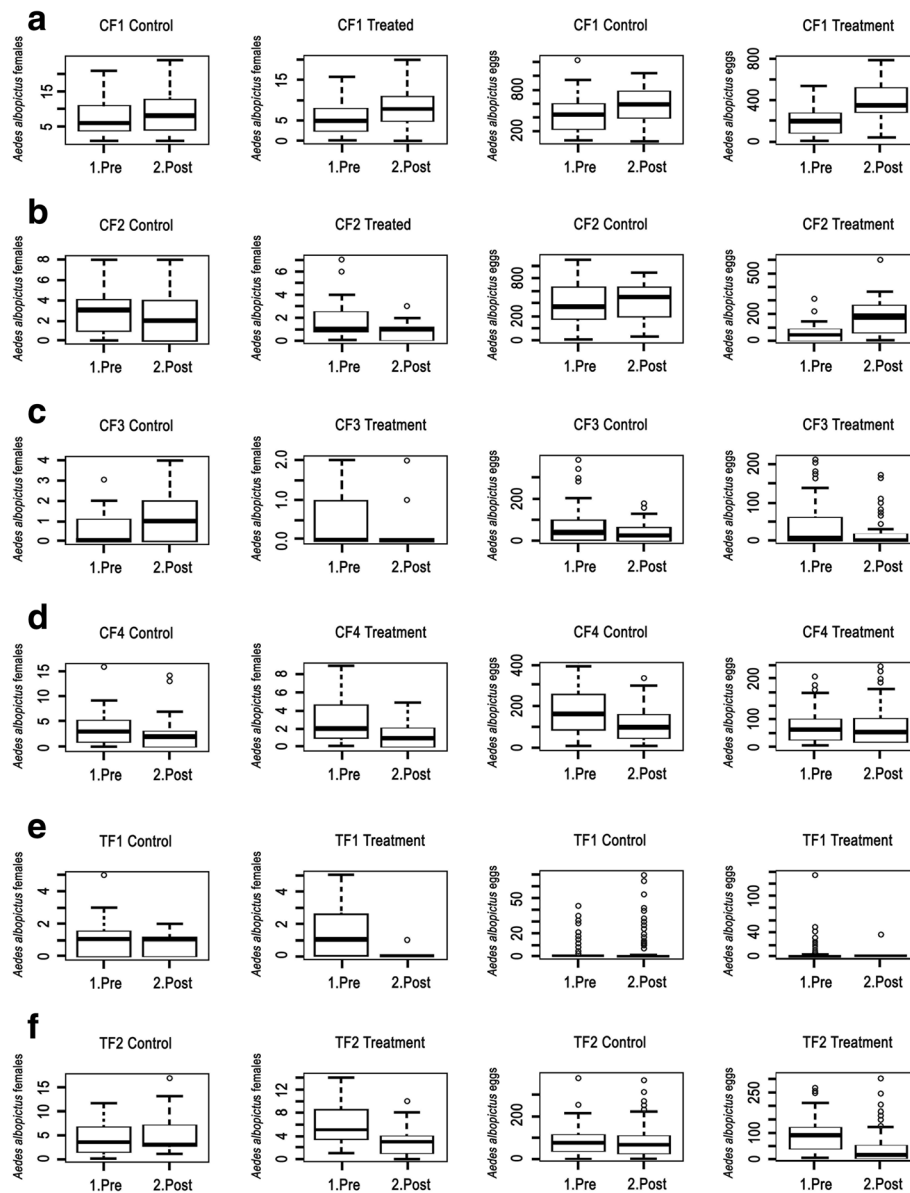 a
CF1 Control
CF1 Treated
CF1 Control
CF1 Treatment
Aedes albopictus females
5 15
1.Pre 2.Post
Aedes albopictus females
0 5 15
1.Pre 2.Post
Aedes albopictus eggs
200 800
1.Pre 2.Post
Aedes albopictus eggs
0 400 800
1.Pre 2.Post
b
CF2 Control
CF2 Treated
CF2 Control
CF2 Treatment
Aedes albopictus females
0 2 4 6 8
1.Pre 2.Post
Aedes albopictus females
0 2 4 6
1.Pre 2.Post
Aedes albopictus eggs
0 200 800
1.Pre 2.Post
Aedes albopictus eggs
0 200 500
1.Pre 2.Post
c
CF3 Control
CF3 Treatment
CF3 Control
CF3 Treatment
Aedes albopictus females
0 1 2 3 4
1.Pre 2.Post
Aedes albopictus females
0.0 1.0 2.0
1.Pre 2.Post
Aedes albopictus eggs
0 200
1.Pre 2.Post
Aedes albopictus eggs
0 100 200
1.Pre 2.Post
d
CF4 Control
CF4 Treatment
CF4 Control
CF4 Treatment
Aedes albopictus females
0 5 10 15
1.Pre 2.Post
Aedes albopictus females
0 2 4 8
1.Pre 2.Post
Aedes albopictus eggs
0 200 400
1.Pre 2.Post
Aedes albopictus eggs
0 100 200
1.Pre 2.Post
e
TF1 Control
TF1 Treatment
TF1 Control
TF1 Treatment
Aedes albopictus females
0 2 4
1.Pre 2.Post
Aedes albopictus females
0 2 4
1.Pre 2.Post
Aedes albopictus eggs
0 20 50
1.Pre 2.Post
Aedes albopictus eggs
0 40 100
1.Pre 2.Post
f
TF2 Control
TF2 Treatment
TF2 Control
TF2 Treatment
Aedes albopictus females
0 5 10 15
1.Pre 2.Post
Aedes albopictus females
0 4 8 12
1.Pre 2.Post
Aedes albopictus eggs
0 200
1.Pre 2.Post
Aedes albopictus eggs
0 100 250
1.Pre 2.Post